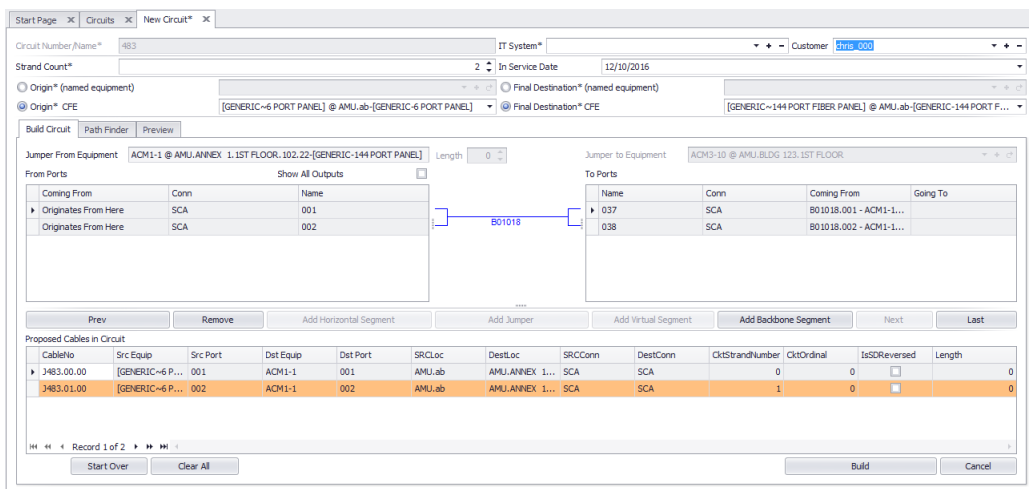 Start Page Circuits New Circuit*
Circuit Number/Name* 483 IT System* Customer chris_000
Strand Count* 2 In Service Date 12/10/2016
Origin* (named equipment) Final Destination* (named equipment)
Origin* CFE [GENERIC~6 PORT PANEL] @ AMU.ab-[GENERIC-6 PORT PANEL] Final Destination* CFE [GENERIC~144 PORT FIBER PANEL] @ AMU.ab-[GENERIC-144 PORT F...
Build Circuit Path Finder Preview
Jumper From Equipment ACM1-1 @ AMU.ANNEX 1.1ST FLOOR.102.22-[GENERIC-144 PORT PANEL] Length 0 Jumper to Equipment ACM3-10 @ AMU.BLDG 123.1ST FLOOR
From Ports Show All Outputs To Ports
Coming From Conn Name Name Conn Coming From Going To
Originates From Here SCA 001 037 SCA B01018.001 - ACM1-1...
Originates From Here SCA 002 B01018 038 SCA B01018.002 - ACM1-1...
Prev Remove Add Horizontal Segment Add Jumper Add Virtual Segment Add Backbone Segment Next Last
Proposed Cables in Circuit
CableNo Src Equip Src Port Dst Equip Dst Port SRCLoc DestLoc SRCConn DestConn CktStrandNumber CktOrdinal IsSDReversed Length
J483.00.00 [GENERIC~6 P... 001 ACM1-1 001 AMU.ab AMU.ANNEX 1... SCA SCA 0 0 0
J483.01.00 [GENERIC~6 P... 002 ACM1-1 002 AMU.ab AMU.ANNEX 1... SCA SCA 1 0 0
Record 1 of 2
Start Over Clear All Build Cancel